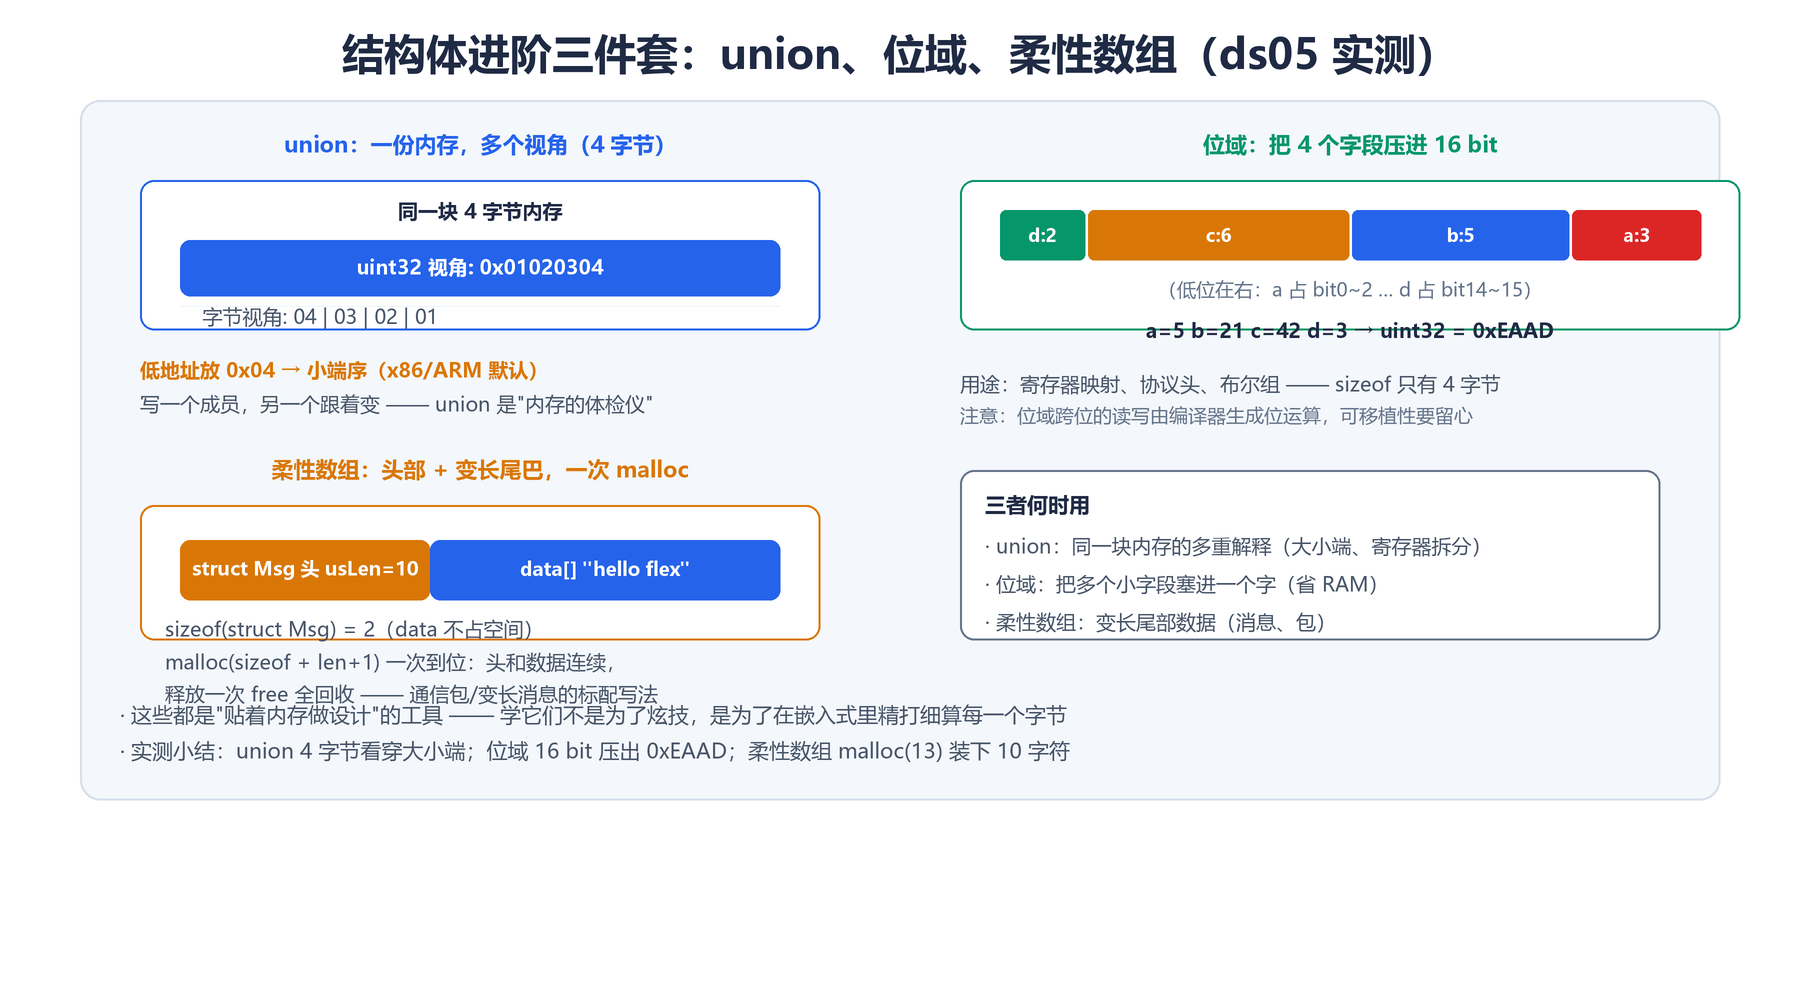 结构体进阶三件套：union、位域、柔性数组（ds05 实测）
union：一份内存，多个视角（4 字节）
同一块 4 字节内存
uint32 视角: 0x01020304
字节视角: 04 | 03 | 02 | 01
低地址放 0x04 → 小端序（x86/ARM 默认）
写一个成员，另一个跟着变 —— union 是"内存的体检仪"
柔性数组：头部 + 变长尾巴，一次 malloc
struct Msg 头 usLen=10
data[] "hello flex"
sizeof(struct Msg) = 2（data 不占空间）
malloc(sizeof + len+1) 一次到位：头和数据连续，
释放一次 free 全回收 —— 通信包/变长消息的标配写法
位域：把 4 个字段压进 16 bit
d:2
c:6
b:5
a:3
（低位在右：a 占 bit0~2 ... d 占 bit14~15）
a=5 b=21 c=42 d=3 → uint32 = 0xEAAD
用途：寄存器映射、协议头、布尔组 —— sizeof 只有 4 字节
注意：位域跨位的读写由编译器生成位运算，可移植性要留心
三者何时用
· union：同一块内存的多重解释（大小端、寄存器拆分）
· 位域：把多个小字段塞进一个字（省 RAM）
· 柔性数组：变长尾部数据（消息、包）
· 这些都是"贴着内存做设计"的工具 —— 学它们不是为了炫技，是为了在嵌入式里精打细算每一个字节
· 实测小结：union 4 字节看穿大小端；位域 16 bit 压出 0xEAAD；柔性数组 malloc(13) 装下 10 字符